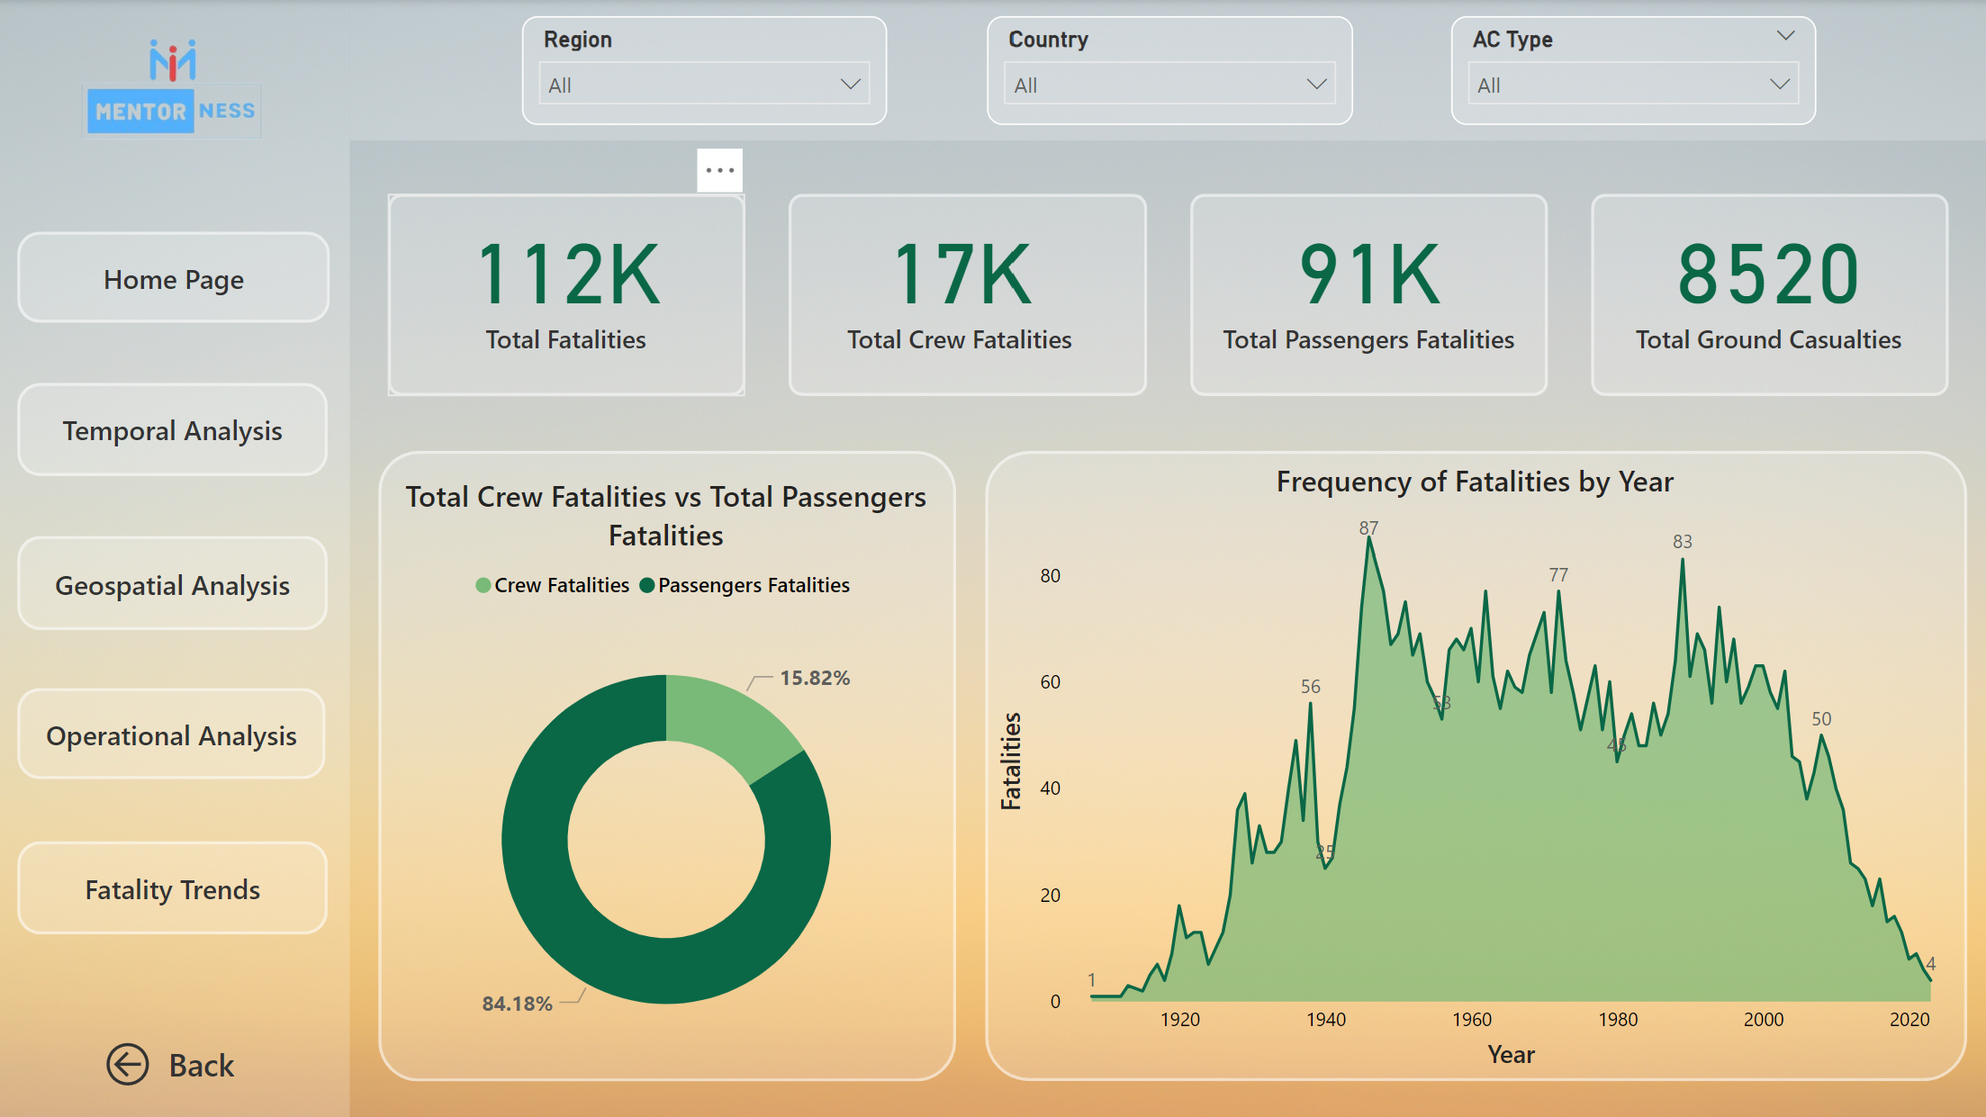 MENTOR NESS
Region
All
Country
All
AC Type
All
Home Page
Temporal Analysis
Geospatial Analysis
Operational Analysis
Fatality Trends
Back
112K
Total Fatalities
17K
Total Crew Fatalities
91K
Total Passengers Fatalities
8520
Total Ground Casualties
Total Crew Fatalities vs Total Passengers
Fatalities
Crew Fatalities Passengers Fatalities
15.82%
84.18%
Frequency of Fatalities by Year
Fatalities
80
60
40
20
0
1
56
25
87
53
77
45
83
50
4
1920 1940 1960 1980 2000 2020
Year